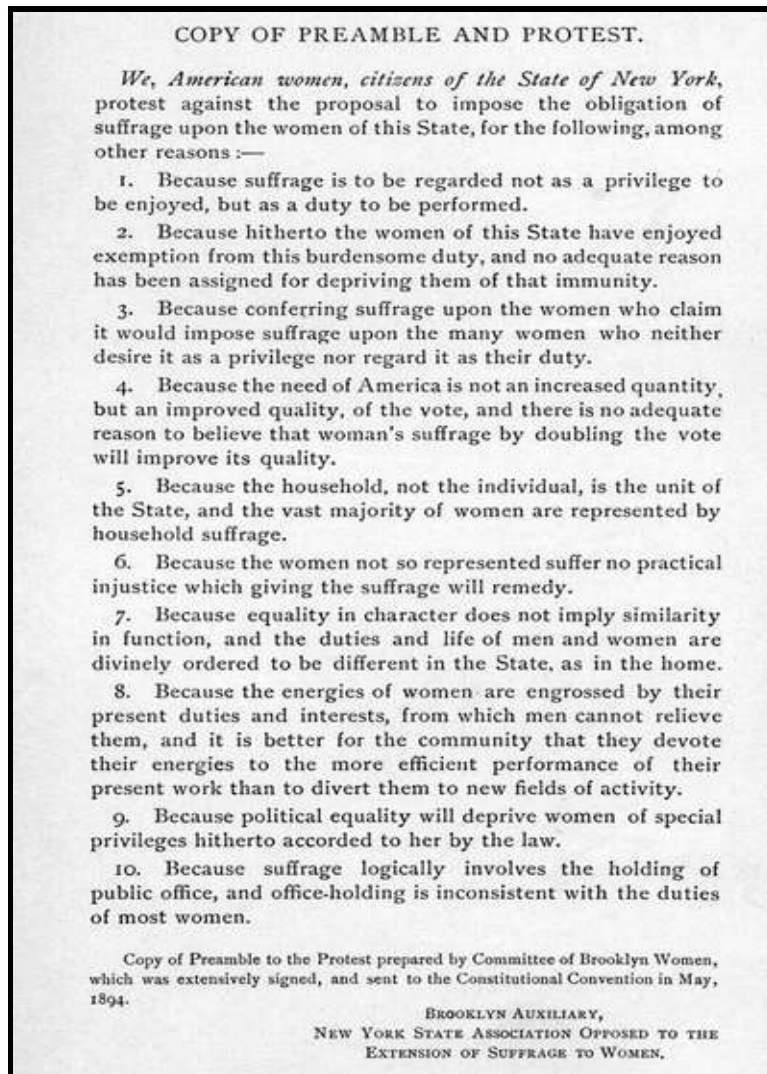 COPY OF PREAMBLE AND PROTEST.
We, American women, citizens of the State of New York,
protest against the proposal to impose the obligation of
suffrage upon the women of this State, for the following, among
other reasons :—
1. Because suffrage is to be regarded not as a privilege to
be enjoyed, but as a duty to be performed.
2. Because hitherto the women of this State have enjoyed
exemption from this burdensome duty, and no adequate reason
has been assigned for depriving them of that immunity.
3. Because conferring suffrage upon the women who claim
it would impose suffrage upon the many women who neither
desire it as a privilege nor regard it as their duty.
4. Because the need of America is not an increased quantity,
but an improved quality, of the vote, and there is no adequate
reason to believe that woman's suffrage by doubling the vote
will improve its quality.
5. Because the household, not the individual, is the unit of
the State, and the vast majority of women are represented by
household suffrage.
6. Because the women not so represented suffer no practical
injustice which giving the suffrage will remedy.
7. Because equality in character does not imply similarity
in function, and the duties and life of men and women are
divinely ordered to be different in the State, as in the home.
8. Because the energies of women are engrossed by their
present duties and interests, from which men cannot relieve
them, and it is better for the community that they devote
their energies to the more efficient performance of their
present work than to divert them to new fields of activity.
9. Because political equality will deprive women of special
privileges hitherto accorded to her by the law.
10. Because suffrage logically involves the holding of
public office, and office-holding is inconsistent with the duties
of most women.
Copy of Preamble to the Protest prepared by Committee of Brooklyn Women,
which was extensively signed, and sent to the Constitutional Convention in May,
1894.
BROOKLYN AUXILIARY,
NEW YORK STATE ASSOCIATION OPPOSED TO THE
EXTENSION OF SUFFRAGE TO WOMEN.